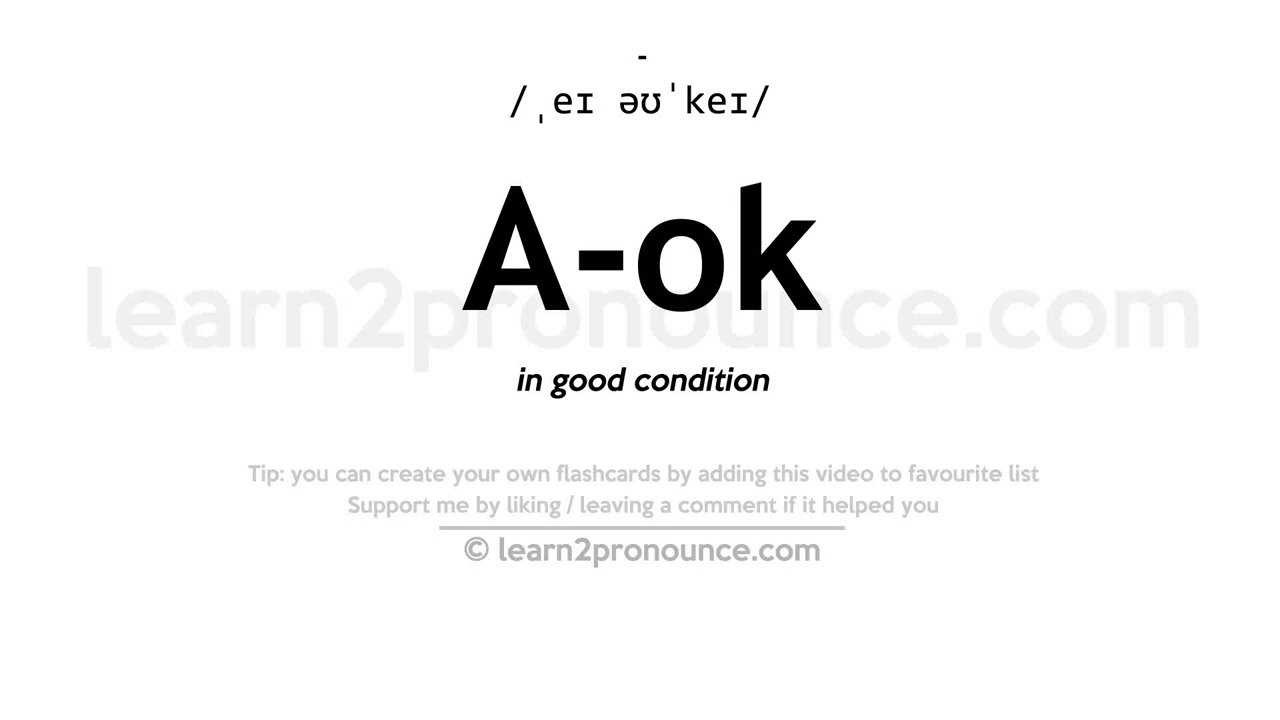 -
/ˌeɪ əʊˈkeɪ/
A-ok
learn2pronounce.com
in good condition
Tip: you can create your own flashcards by adding this video to favourite list
Support me by liking / leaving a comment if it helped you
© learn2pronounce.com